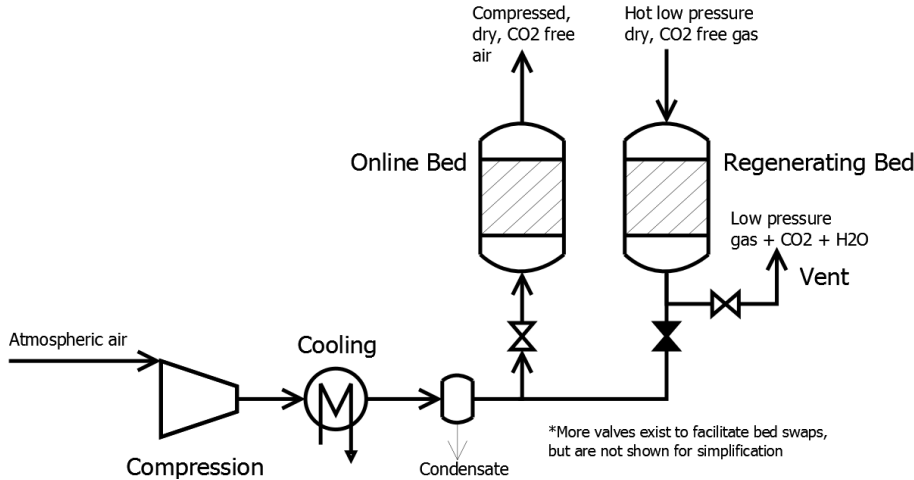 Compressed,
dry, CO2 free
air
Hot low pressure
dry, CO2 free gas
Online Bed
Regenerating Bed
Low pressure
gas + CO2 + H2O
Vent
Atmospheric air
Cooling
Compression
Condensate
*More valves exist to facilitate bed swaps,
but are not shown for simplification